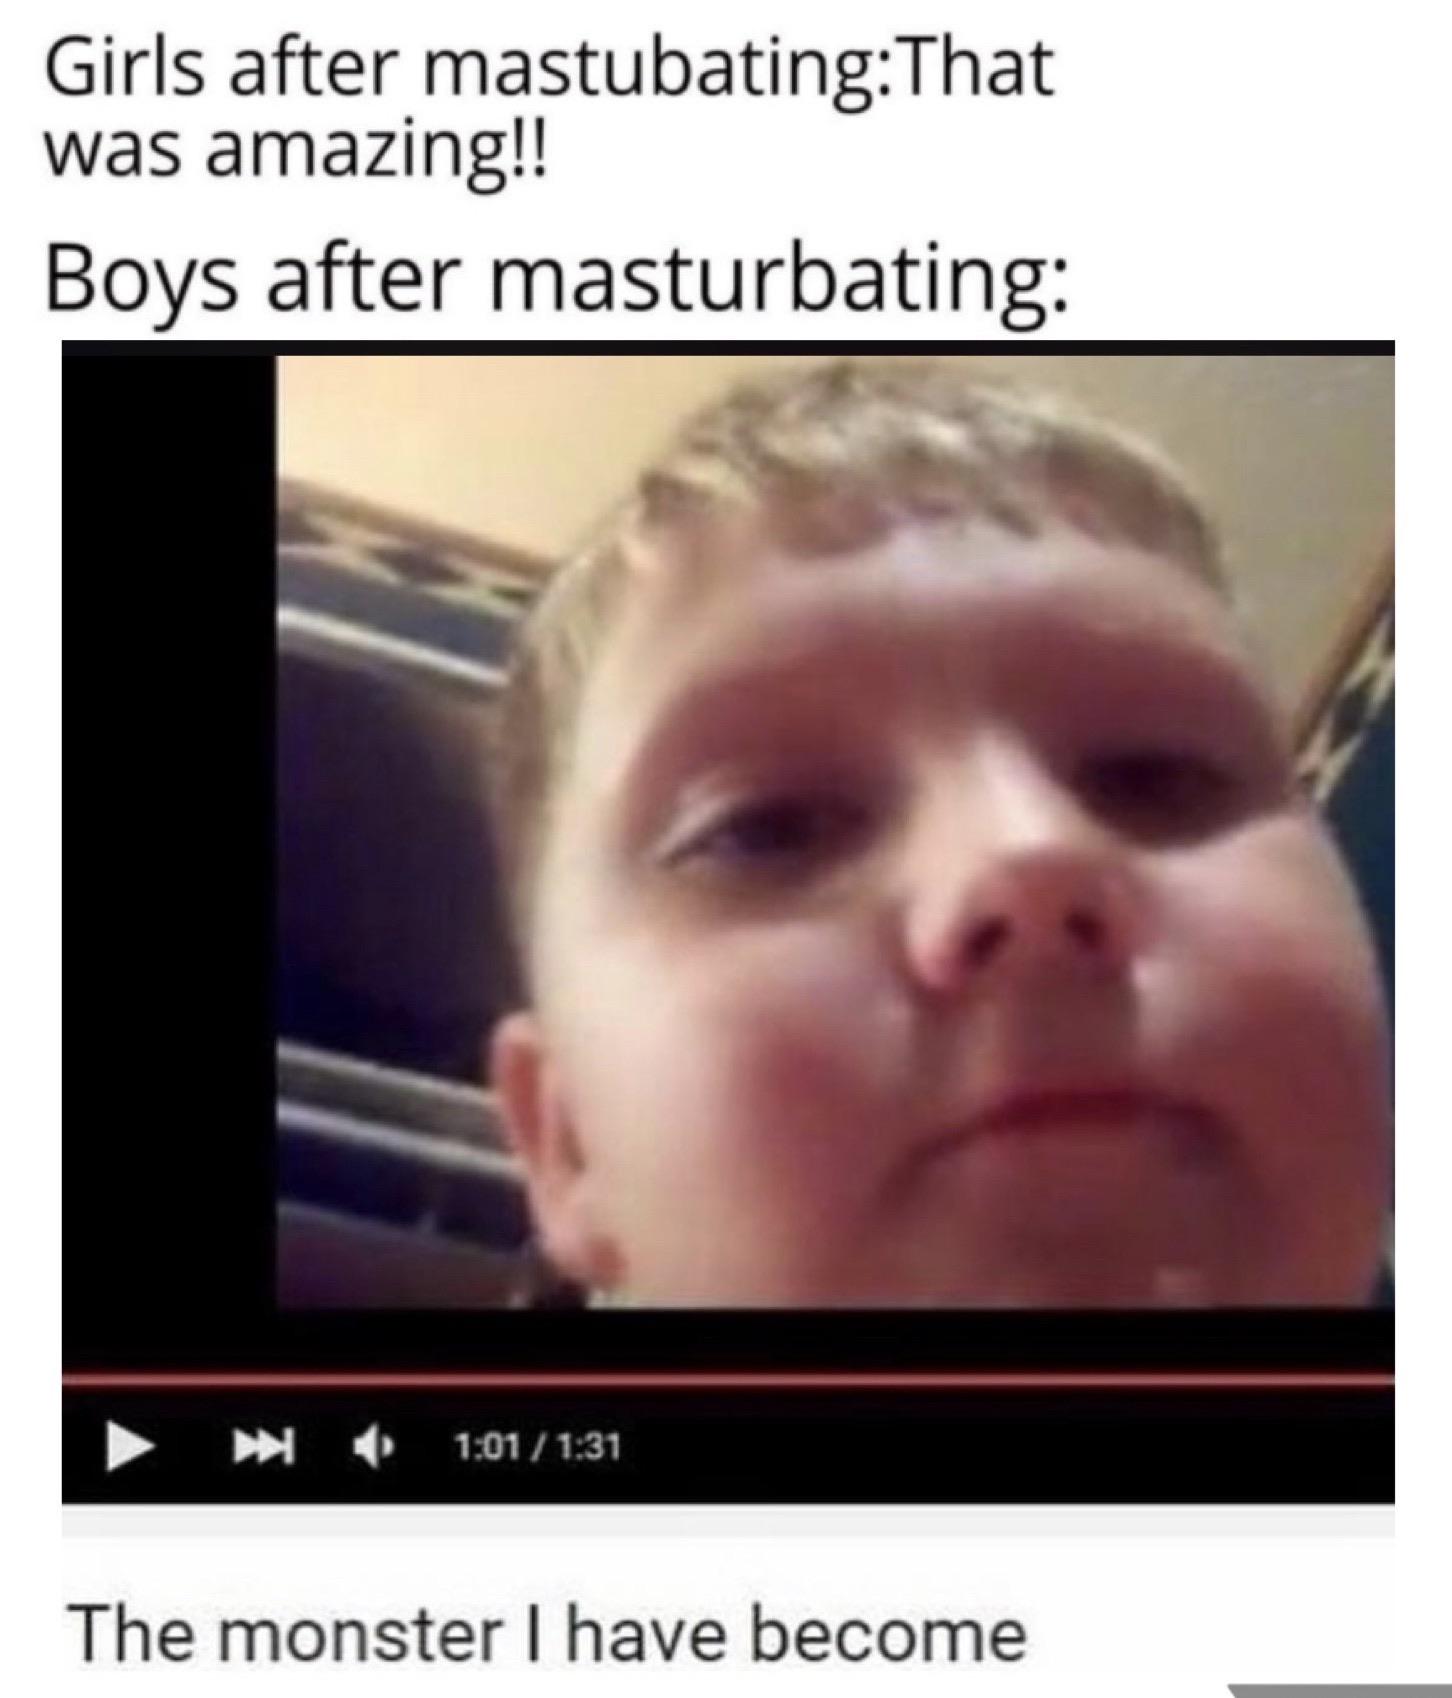 Girls after mastubating:That
was amazing!!
Boys after masturbating:
1:01 / 1:31
The monster I have become